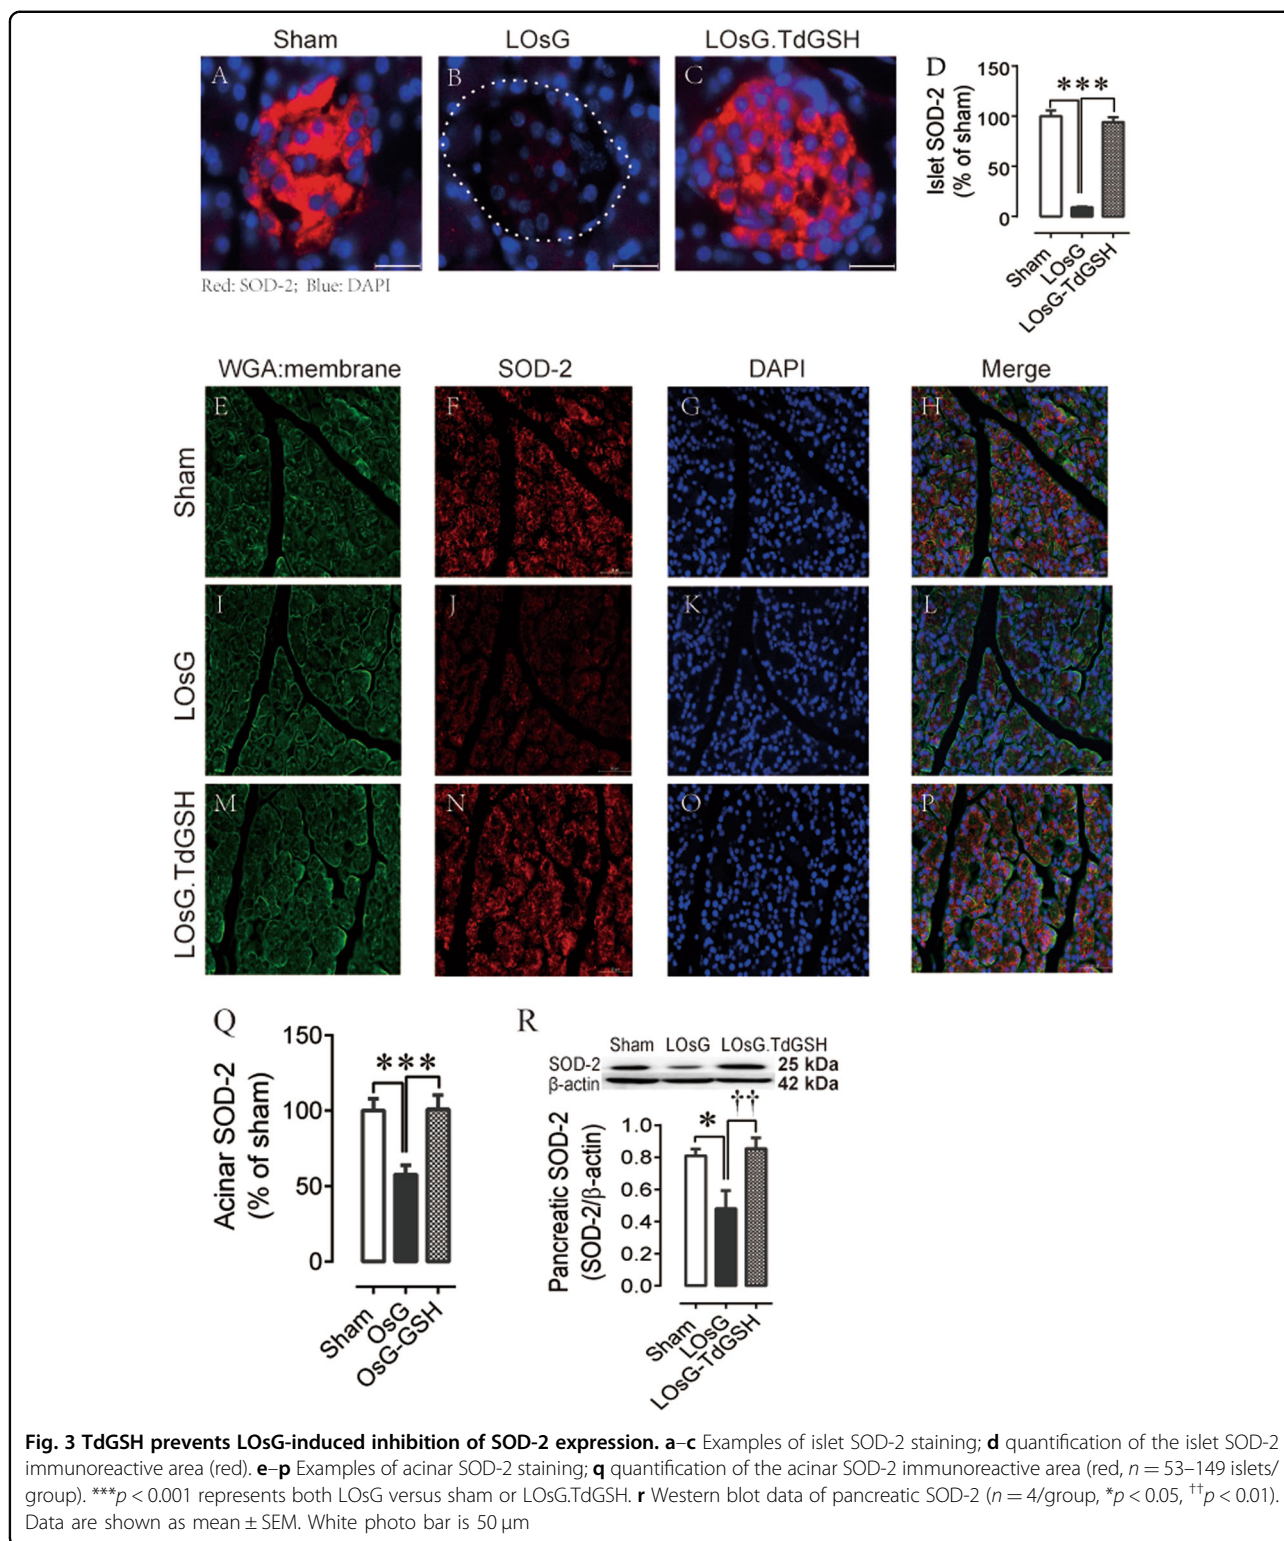 Sham LOsG LOsG.TdGSH
A B C D
150
100
50
0
***
Islet SOD-2
(% of sham)
Sham
LOsG
LOsG-TdGSH
Red: SOD-2; Blue: DAPI
WGA:membrane SOD-2 DAPI Merge
Sham
E F G H
LOsG
I J K L
LOsG.TdGSH
M N O P
Q
150
100
50
0
***
Acinar SOD-2
(% of sham)
Sham
OsG
OsG-GSH
R
Sham LOsG LOsG.TdGSH
SOD-2 25 kDa
β-actin 42 kDa
* ††
1.0
0.8
0.6
0.4
0.2
0.0
Pancreatic SOD-2
(SOD-2/β-actin)
Sham
LOsG
LOsG-TdGSH
Fig. 3 TdGSH prevents LOsG-induced inhibition of SOD-2 expression. a–c Examples of islet SOD-2 staining; d quantification of the islet SOD-2
immunoreactive area (red). e–p Examples of acinar SOD-2 staining; q quantification of the acinar SOD-2 immunoreactive area (red, n = 53–149 islets/
group). ***p < 0.001 represents both LOsG versus sham or LOsG.TdGSH. r Western blot data of pancreatic SOD-2 (n = 4/group, *p < 0.05, ††p < 0.01).
Data are shown as mean ± SEM. White photo bar is 50 μm